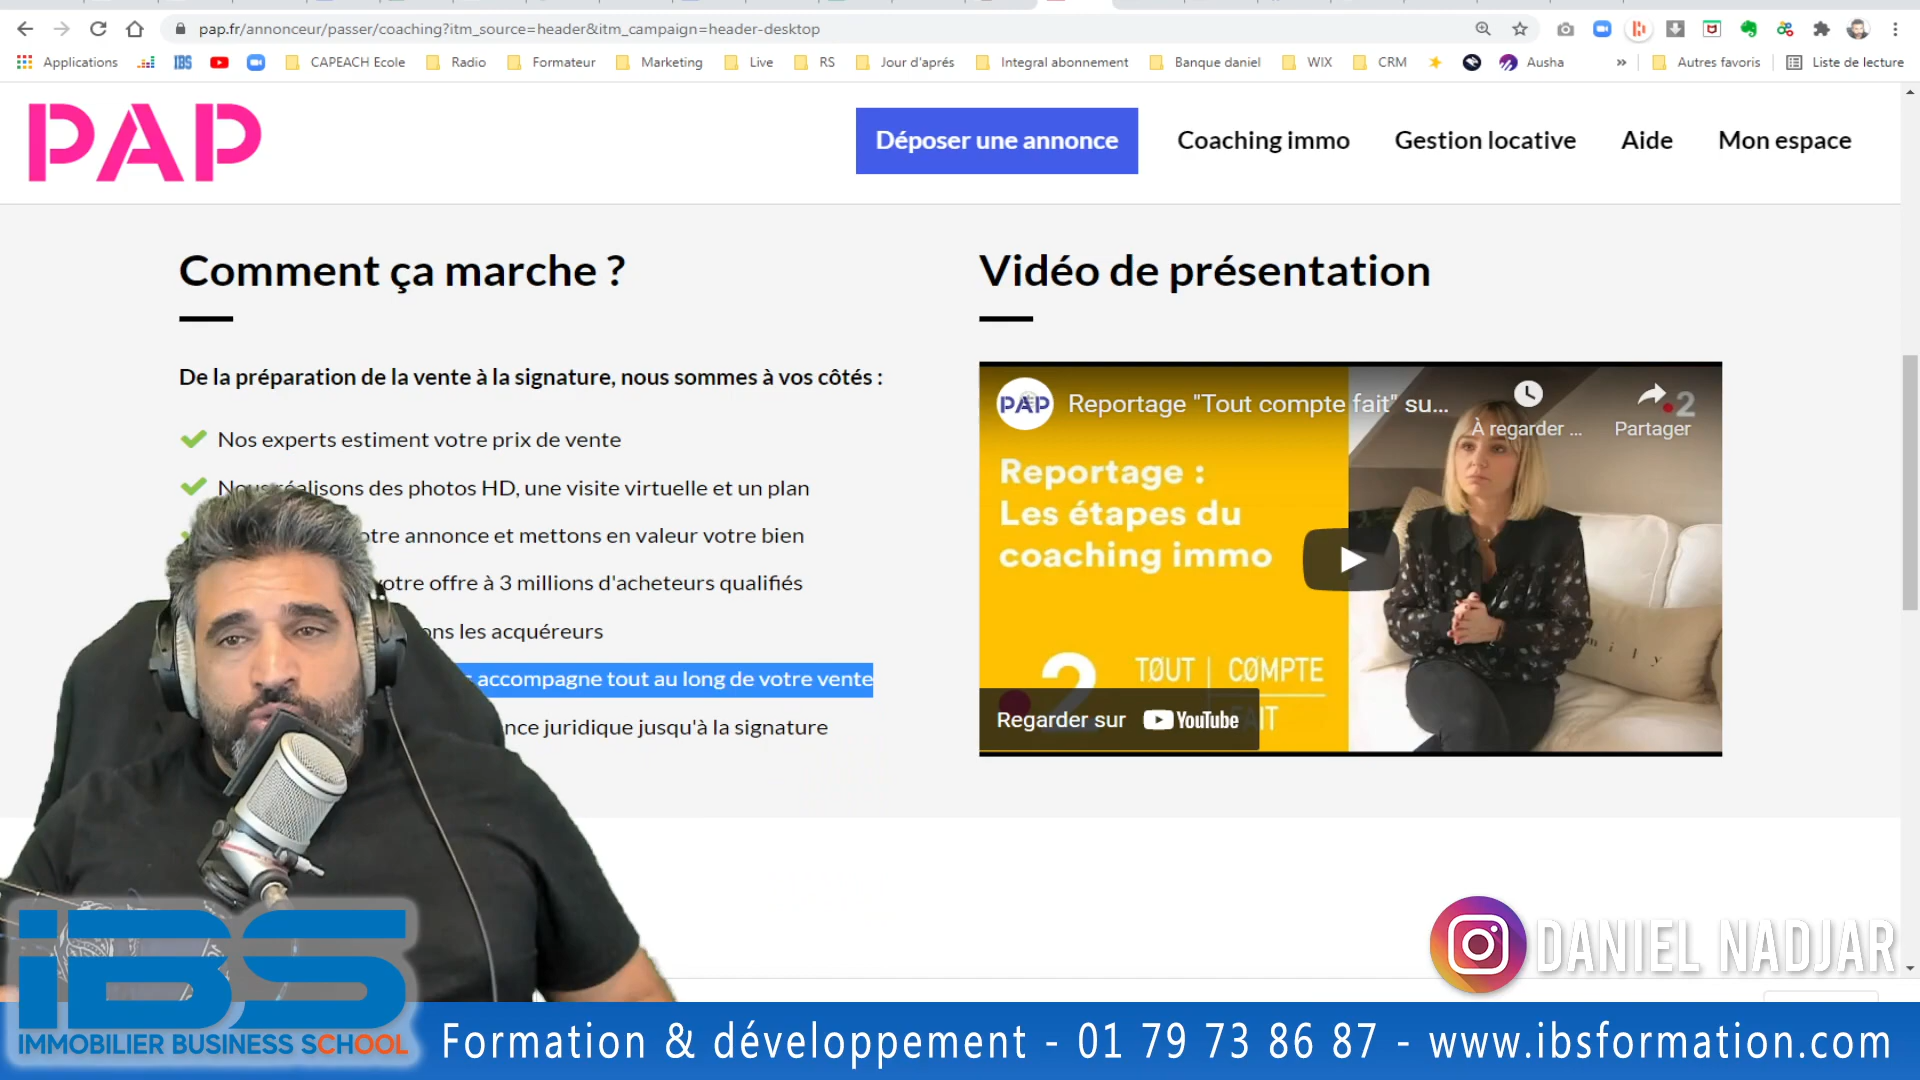 pap.fr/annonceur/passer/coaching?itm_source=header&itm_campaign=header-desktop
Applications IBS CAPEACH Ecole Radio Formateur Marketing Live RS Jour d'aprés Integral abonnement Banque daniel WIX CRM Ausha » Autres favoris Liste de lecture
PAP Déposer une annonce Coaching immo Gestion locative Aide Mon espace
Comment ça marche ?
De la préparation de la vente à la signature, nous sommes à vos côtés :
Nos experts estiment votre prix de vente
réalisons des photos HD, une visite virtuelle et un plan
otre annonce et mettons en valeur votre bien
otre offre à 3 millions d'acheteurs qualifiés
ons les acquéreurs
accompagne tout au long de votre vente
nce juridique jusqu'à la signature
Vidéo de présentation
PAP Reportage "Tout compte fait" su...
À regarder ... Partager
2
Reportage :
Les étapes du
coaching immo
2 TOUT | COMPTE
FAIT
Regarder sur YouTube
mily
DANIEL NADJAR
iBS
IMMOBILIER BUSINESS SCHOOL
Formation & développement - 01 79 73 86 87 - www.ibsformation.com